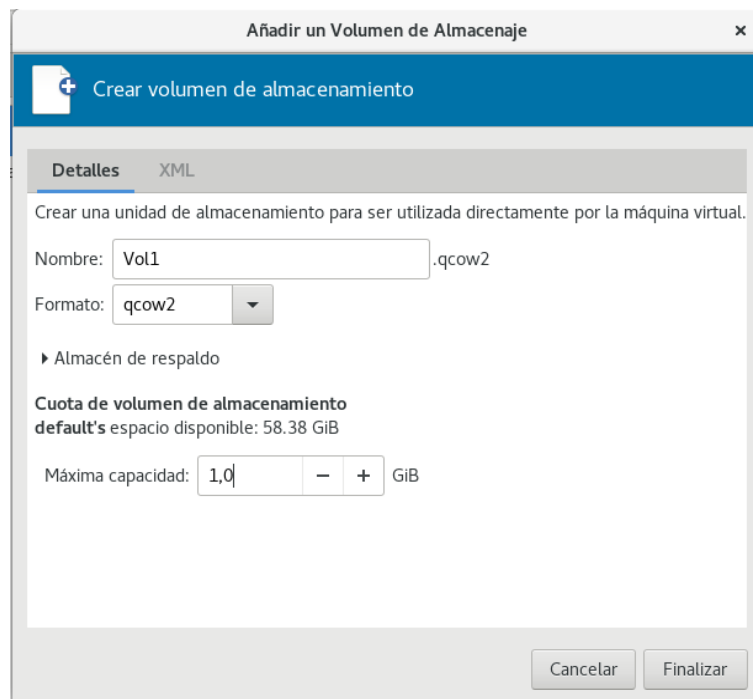 Añadir un Volumen de Almacenaje
Crear volumen de almacenamiento
Detalles XML
Crear una unidad de almacenamiento para ser utilizada directamente por la máquina virtual.
Nombre: Vol1 .qcow2
Formato: qcow2
Almacén de respaldo
Cuota de volumen de almacenamiento
default's espacio disponible: 58.38 GiB
Máxima capacidad: 1,0 − + GiB
Cancelar Finalizar